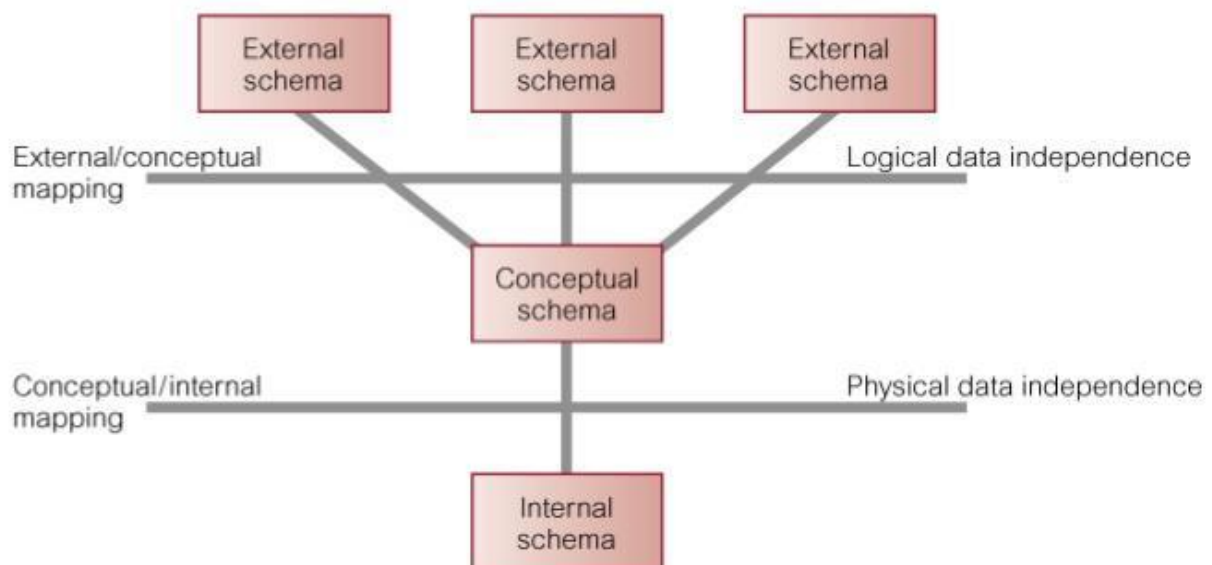 External
schema
External
schema
External
schema
External/conceptual
mapping
Logical data independence
Conceptual
schema
Conceptual/internal
mapping
Physical data independence
Internal
schema